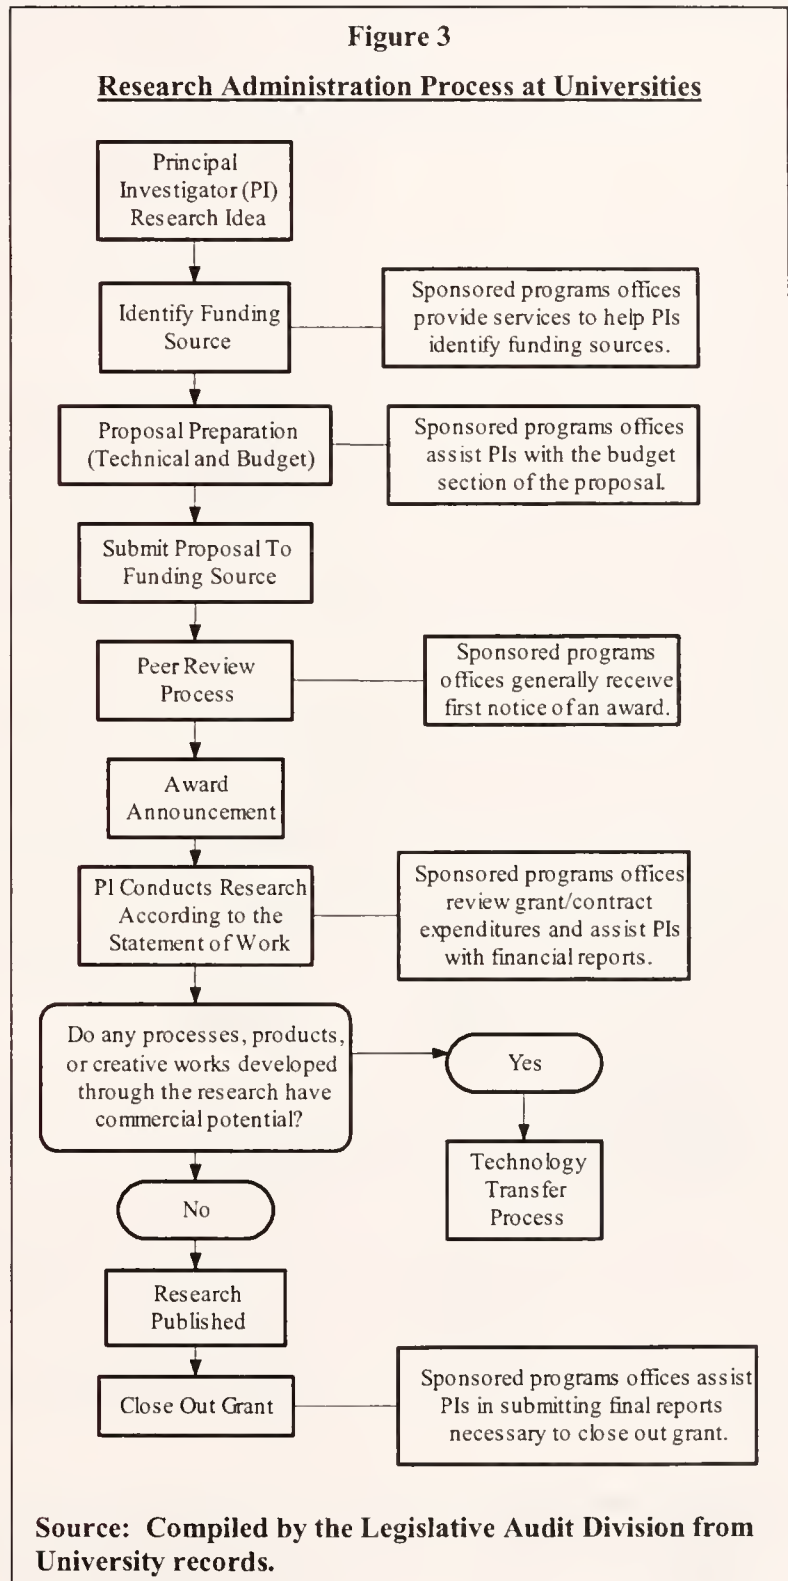 Figure 3
Research Administration Process at Universities
Principal
Investigator (PI)
Research Idea
Identify Funding
Source
Sponsored programs offices
provide services to help PIs
identify funding sources.
Proposal Preparation
(Technical and Budget)
Sponsored programs offices
assist PIs with the budget
section of the proposal.
Submit Proposal To
Funding Source
Peer Review
Process
Sponsored programs
offices generally receive
first notice of an award.
Award
Announcement
PI Conducts Research
According to the
Statement of Work
Sponsored programs offices
review grant/contract
expenditures and assist PIs
with financial reports.
Do any processes, products,
or creative works developed
through the research have
commercial potential?
Yes
Technology
Transfer
Process
No
Research
Published
Close Out Grant
Sponsored programs offices assist
PIs in submitting final reports
necessary to close out grant.
Source: Compiled by the Legislative Audit Division from
University records.